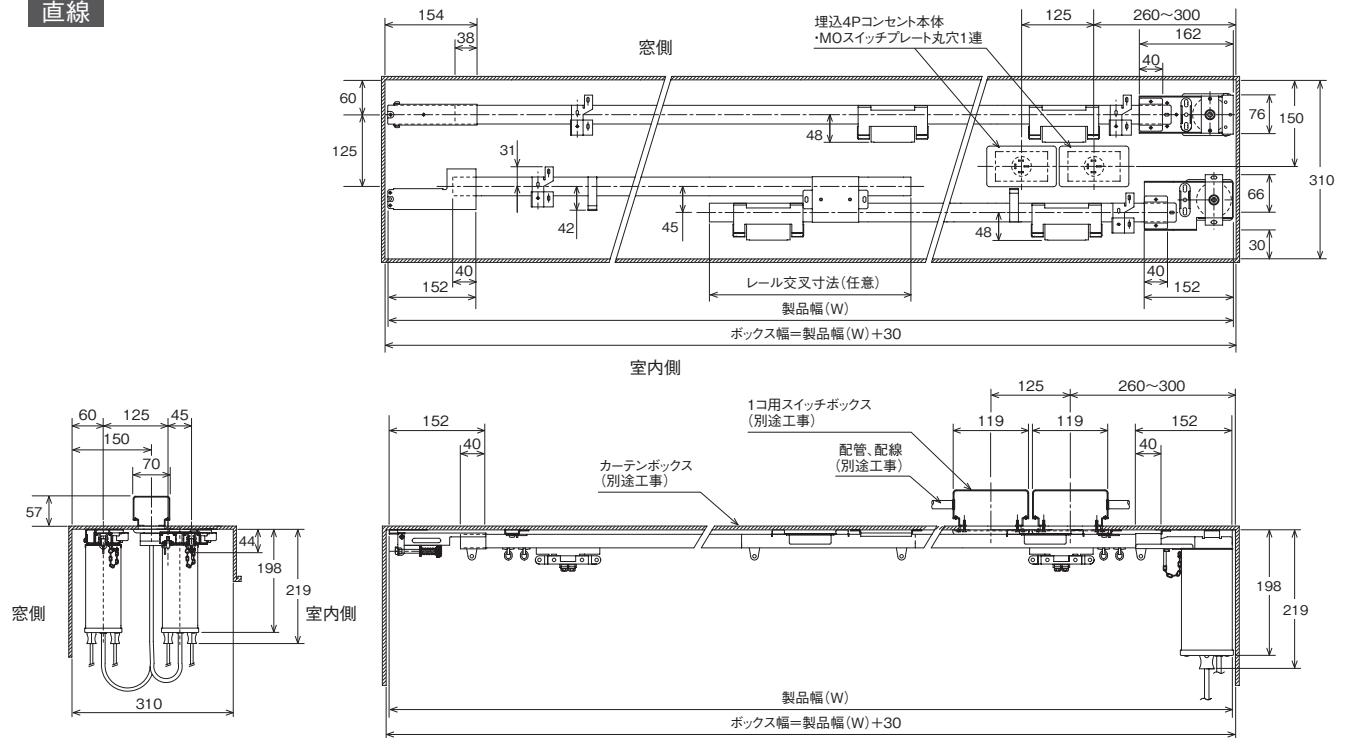 直線
154
38
窓側
埋込4Pコンセント本体
・MOスイッチプレート丸穴1連
125
260~300
162
40
60
125
31
42
45
48
48
76
150
66
310
30
40
152
レール交叉寸法(任意)
40
152
製品幅(W)
ボックス幅=製品幅(W)+30
室内側
60
125
45
150
70
57
44
198
219
窓側
室内側
310
152
40
カーテンボックス
(別途工事)
1コ用スイッチボックス
(別途工事)
配管、配線
(別途工事)
125
260~300
119
119
152
40
198
219
製品幅(W)
ボックス幅=製品幅(W)+30